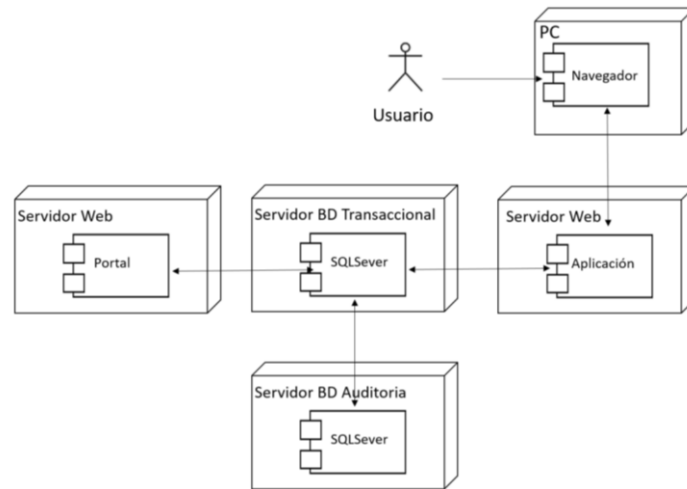 PC
Navegador
Usuario
Servidor Web
Portal
Servidor BD Transaccional
SQLSever
Servidor Web
Aplicación
Servidor BD Auditoria
SQLSever